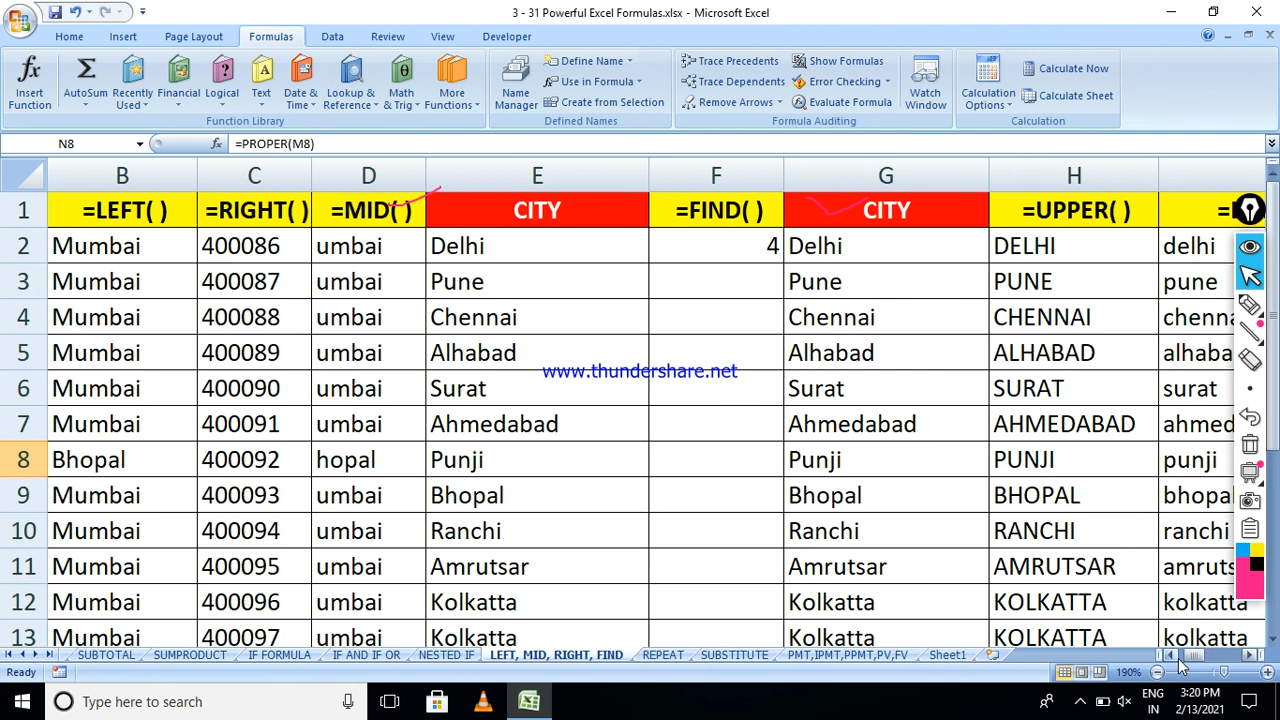 3 - 31 Powerful Excel Formulas.xlsx - Microsoft Excel
Home Insert Page Layout Formulas Data Review View Developer
Insert Function
AutoSum
Recently Used
Financial
Logical
Text
Date & Time
Lookup & Reference
Math & Trig
More Functions
Function Library
Name Manager
Define Name
Use in Formula
Create from Selection
Defined Names
Trace Precedents
Trace Dependents
Remove Arrows
Show Formulas
Error Checking
Evaluate Formula
Formula Auditing
Watch Window
Calculation Options
Calculate Now
Calculate Sheet
Calculation
N8 fx =PROPER(M8)
B C D E F G H
1 =LEFT( ) =RIGHT( ) =MID( ) CITY =FIND( ) CITY =UPPER( )
2 Mumbai 400086 umbai Delhi 4 Delhi DELHI delhi
3 Mumbai 400087 umbai Pune Pune PUNE pune
4 Mumbai 400088 umbai Chennai Chennai CHENNAI chenn
5 Mumbai 400089 umbai Alhabad Alhabad ALHABAD alhaba
www.thundershare.net
6 Mumbai 400090 umbai Surat Surat SURAT surat
7 Mumbai 400091 umbai Ahmedabad Ahmedabad AHMEDABAD ahmed
8 Bhopal 400092 hopal Punji Punji PUNJI punji
9 Mumbai 400093 umbai Bhopal Bhopal BHOPAL bhopa
10 Mumbai 400094 umbai Ranchi Ranchi RANCHI ranchi
11 Mumbai 400095 umbai Amrutsar Amrutsar AMRUTSAR amruts
12 Mumbai 400096 umbai Kolkatta Kolkatta KOLKATTA kolkatta
13 Mumbai 400097 umbai Kolkatta Kolkatta KOLKATTA kolkatta
SUBTOTAL SUMPRODUCT IF FORMULA IF AND IF OR NESTED IF LEFT, MID, RIGHT, FIND REPEAT SUBSTITUTE PMT,IPMT,PPMT,PV,FV Sheet1
Ready 190%
Type here to search
ENG
IN
3:20 PM
2/13/2021